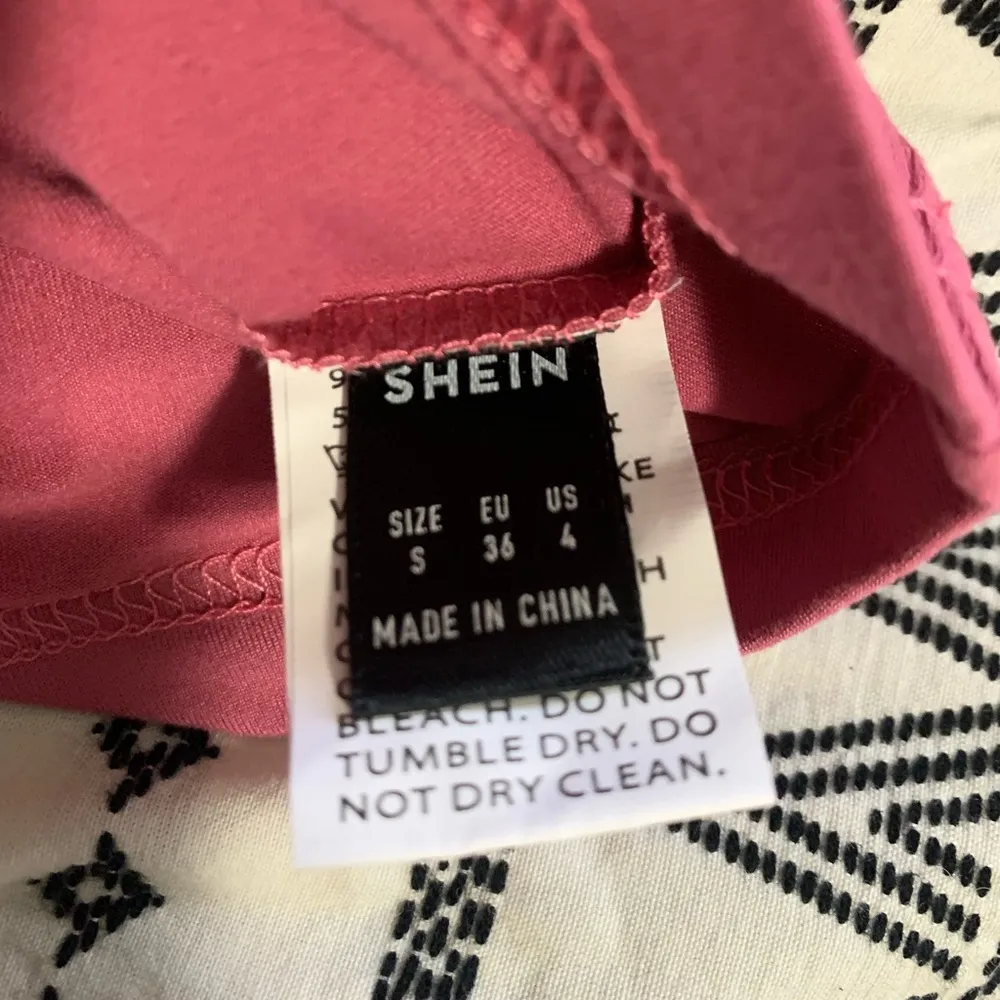 SHEIN
SIZE EU US
S 36 4
MADE IN CHINA
BLEACH. DO NOT
TUMBLE DRY. DO
NOT DRY CLEAN.